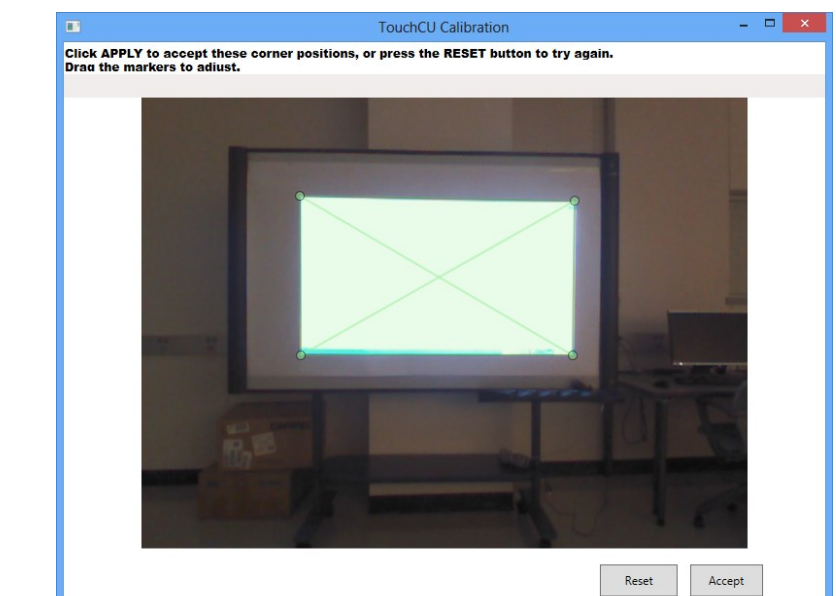 TouchCU Calibration
Click APPLY to accept these corner positions, or press the RESET button to try again.
Drag the markers to adjust.
Reset
Accept